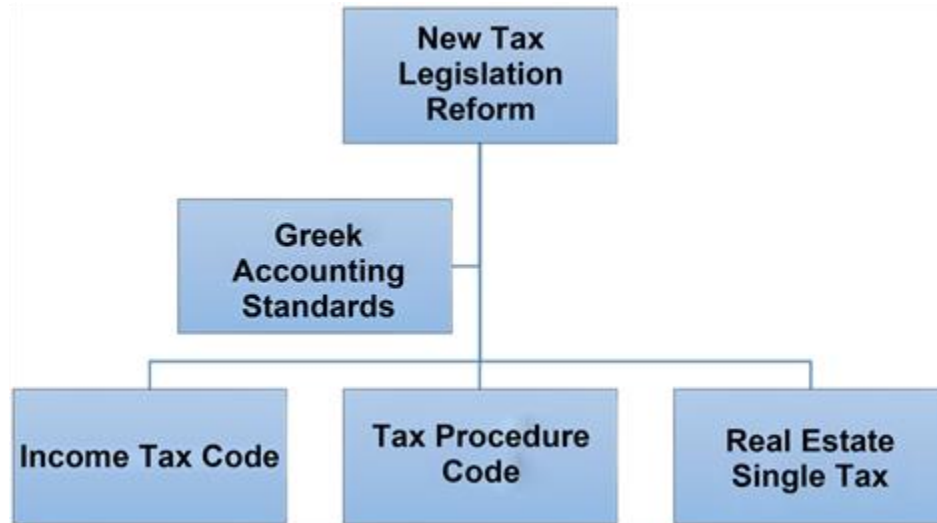 New Tax
Legislation
Reform
Greek
Accounting
Standards
Income Tax Code
Tax Procedure
Code
Real Estate
Single Tax